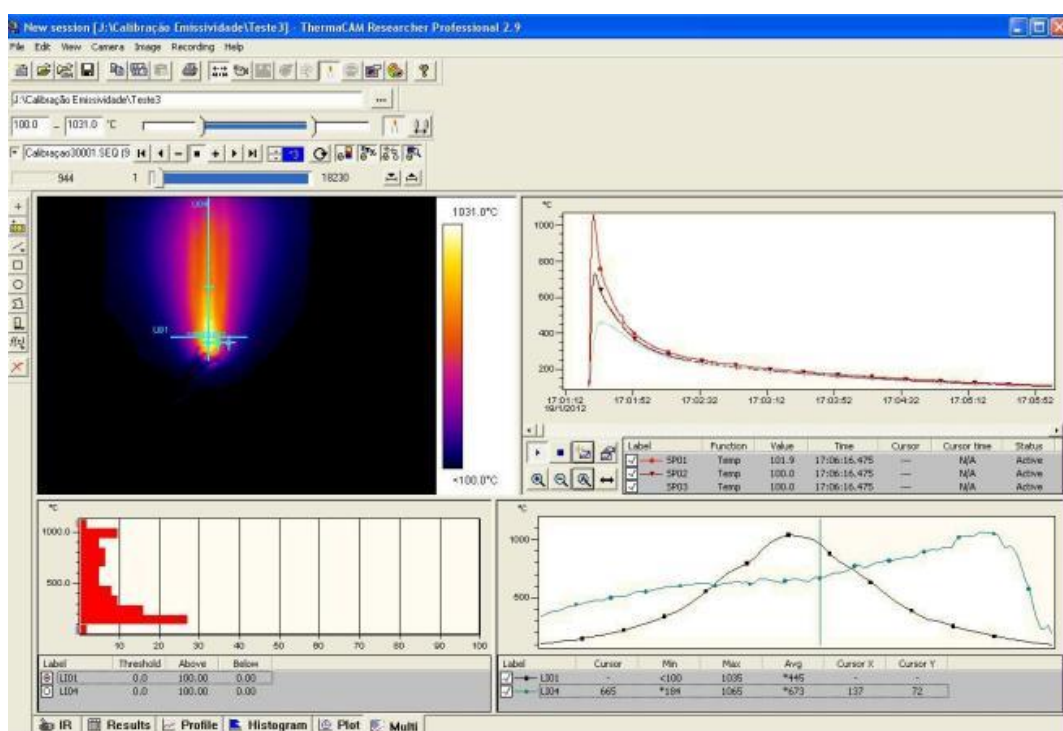 New session [J:\Calibração Emissividade\Teste3] - ThermaCAM Researcher Professional 2.9
File Edit View Camera Image Recording Help
J:\Calibração Emissividade\Teste3 ...
100.0 - 1031.0 °C
Calibraçao30001.SEQ (9
944 1 18230
LI04
LI01
1031.0°C
<100.0°C
°C
1000
800
600
400
200
17:01:12 17:01:52 17:02:32 17:03:12 17:03:52 17:04:32 17:05:12 17:05:52
19/1/2012
Label Function Value Time Cursor Cursor time Status
SP01 Temp 101.9 17:06:16.475 — N/A Active
SP02 Temp 100.0 17:06:16.475 — N/A Active
SP03 Temp 100.0 17:06:16.475 — N/A Active
°C
1000.0
500.0
10 20 30 40 50 60 70 80 90 100
Label Threshold Above Below
LI01 0.0 100.00 0.00
LI04 0.0 100.00 0.00
°C
1000
500
Label Cursor Min Max Avg Cursor X Cursor Y
LI01 - <100 1035 *445 - -
LI04 665 *184 1065 *673 137 72
IR Results Profile Histogram Plot Multi